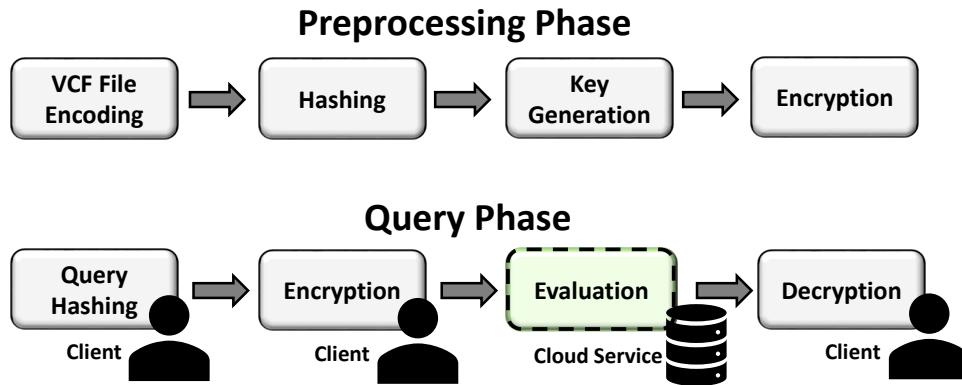 Preprocessing Phase
VCF File
Encoding
Hashing
Key
Generation
Encryption
Query Phase
Query
Hashing
Encryption
Evaluation
Decryption
Client
Client
Cloud Service
Client